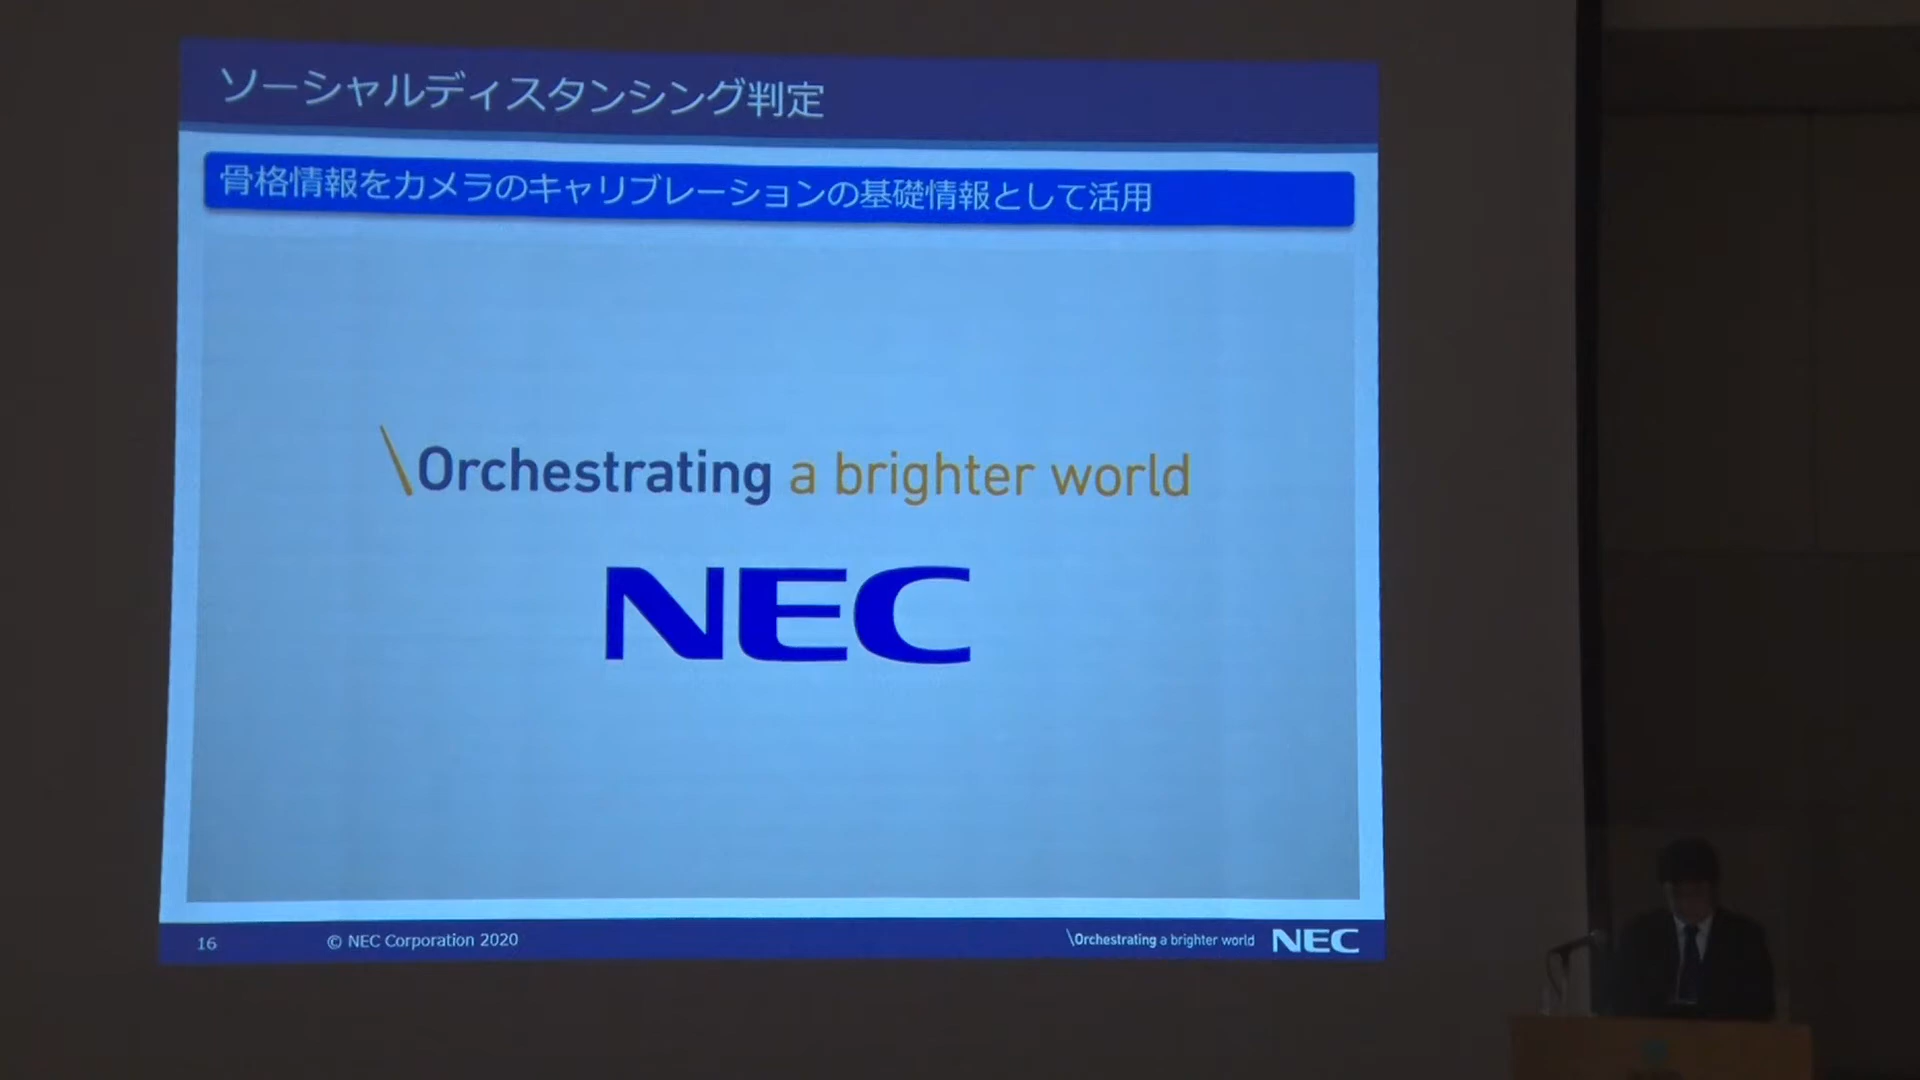 ソーシャルディスタンシング判定
骨格情報をカメラのキャリブレーションの基礎情報として活用
\Orchestrating a brighter world
NEC
16
© NEC Corporation 2020
\Orchestrating a brighter world
NEC